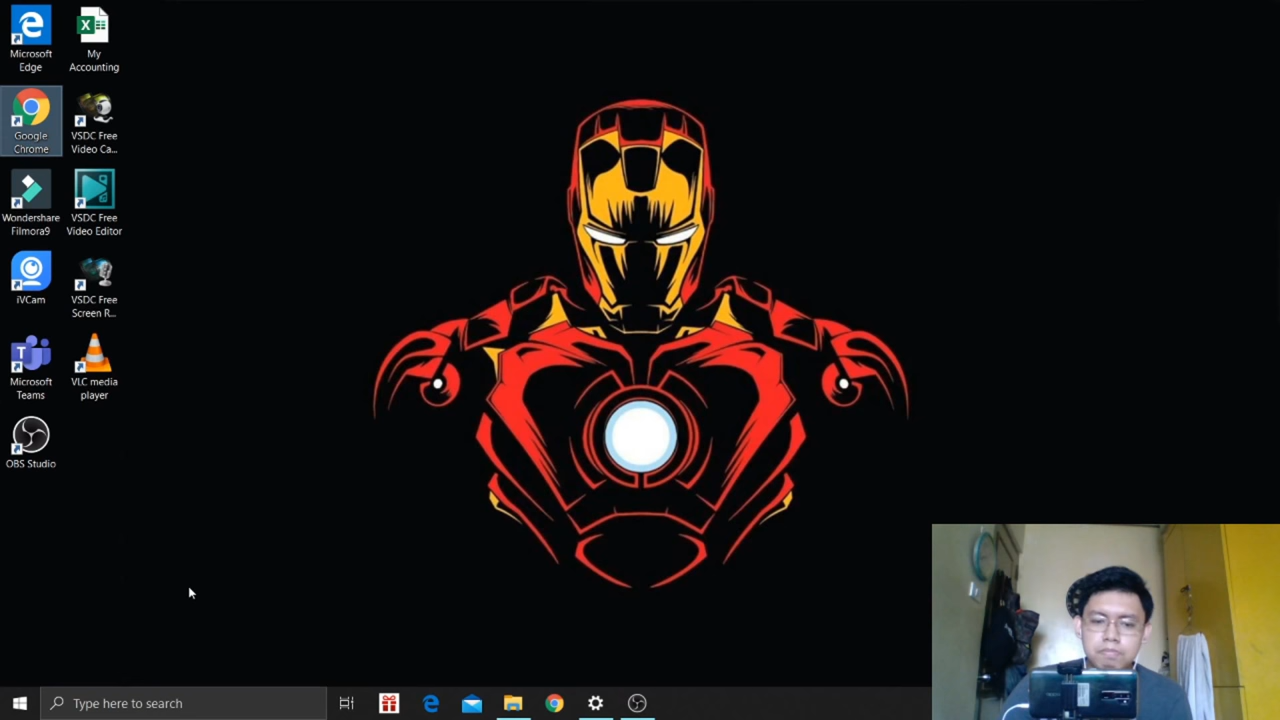 Microsoft
Edge
My
Accounting
Google
Chrome
VSDC Free
Video Ca...
Wondershare
Filmora9
VSDC Free
Video Editor
iVCam
VSDC Free
Screen R...
Microsoft
Teams
VLC media
player
OBS Studio
Type here to search